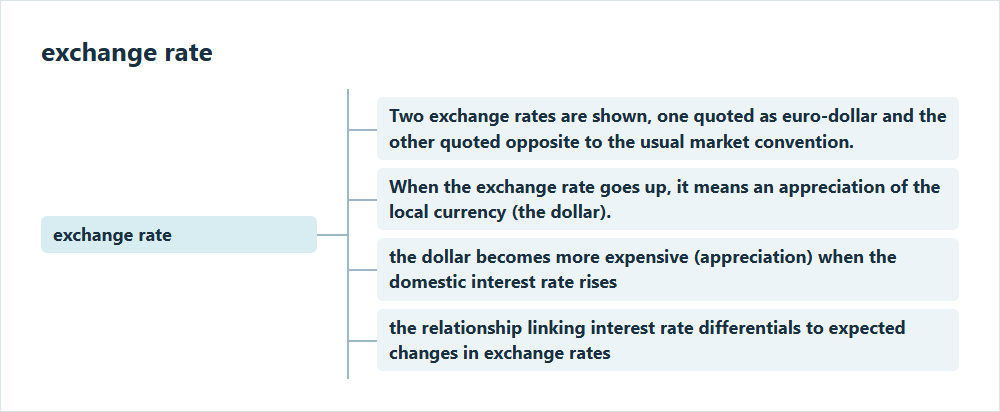 exchange rate
exchange rate
Two exchange rates are shown, one quoted as euro-dollar and the
other quoted opposite to the usual market convention.
When the exchange rate goes up, it means an appreciation of the
local currency (the dollar).
the dollar becomes more expensive (appreciation) when the
domestic interest rate rises
the relationship linking interest rate differentials to expected
changes in exchange rates